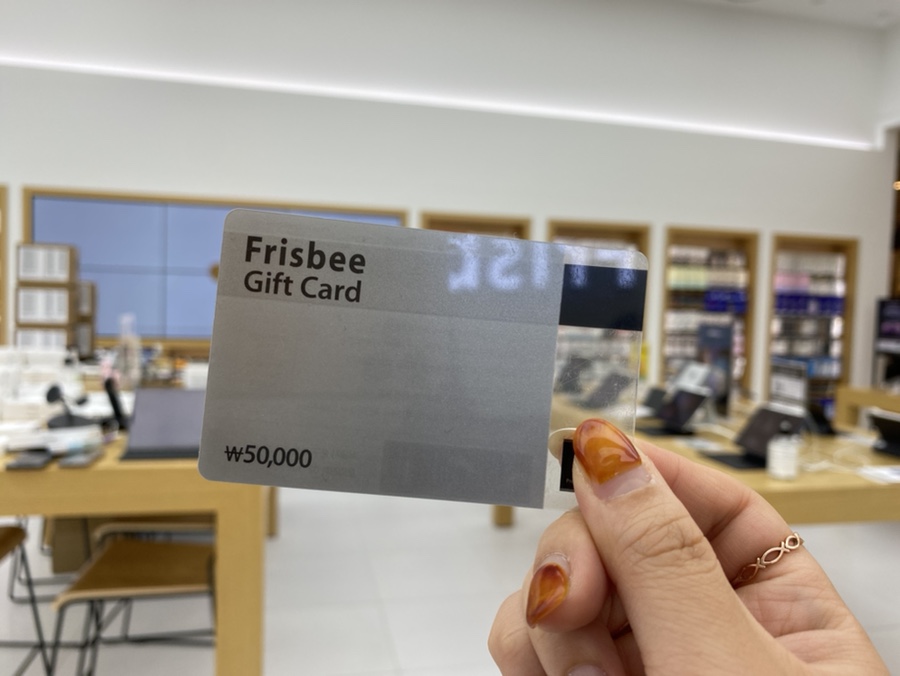 Frisbee
Gift Card
₩50,000